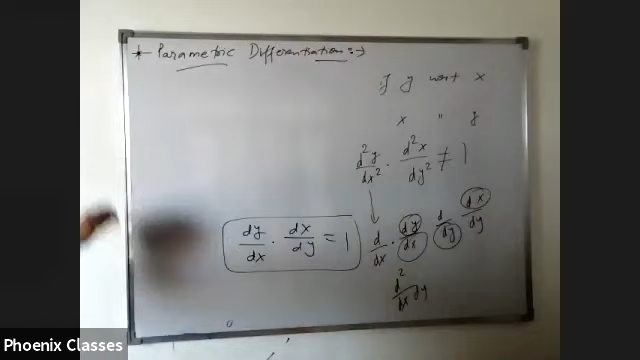 * Parametric Differentiation :→
if y wrt x
x " y
d²y/dx² · d²x/dy² ≠ 1
dy/dx · dx/dy = 1
d/dx · dy/dx d/dy dx/dy
d²/dx dy
Phoenix Classes